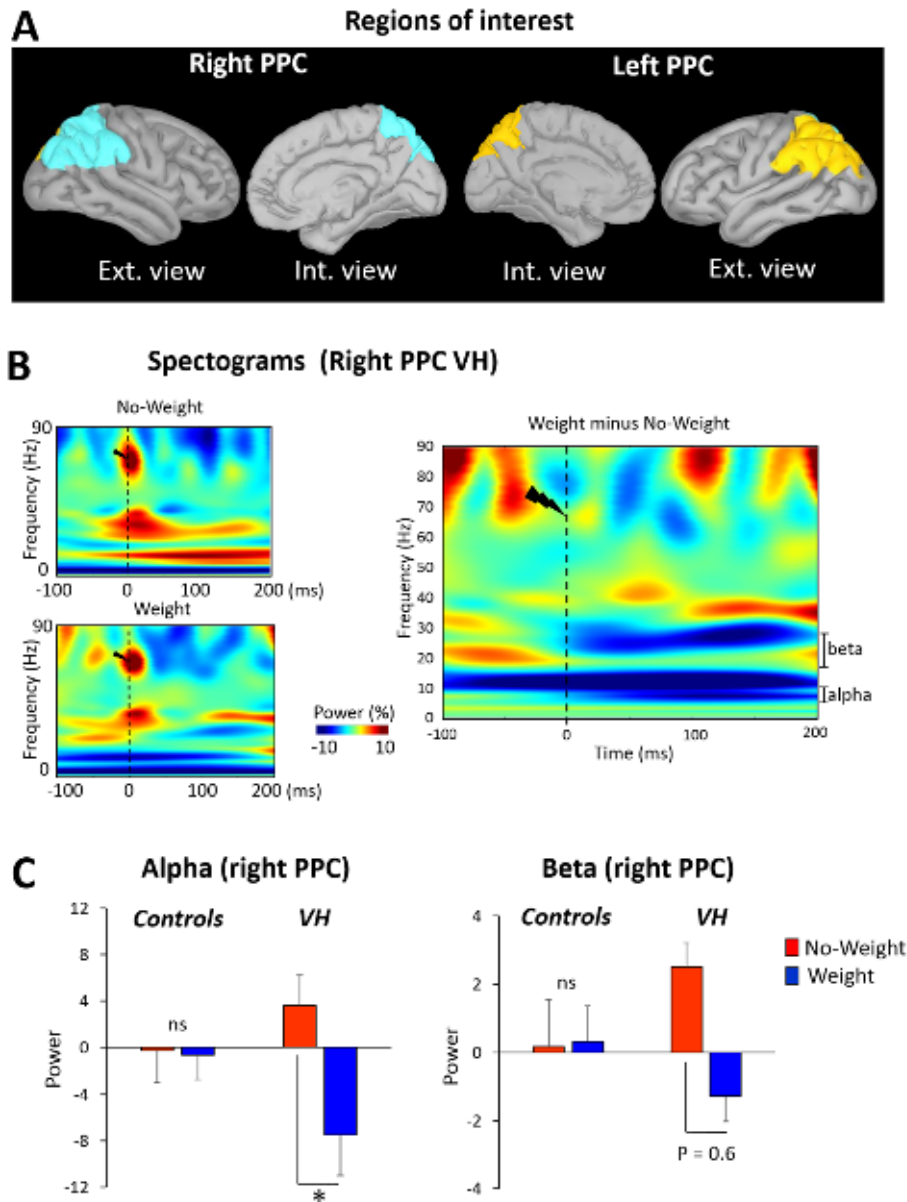 A
Regions of interest
Right PPC
Left PPC
Ext. view
Int. view
Int. view
Ext. view
B
Spectograms (Right PPC VH)
No-Weight
90
Frequency (Hz)
0
-100
0
100
200 (ms)
Weight
90
Frequency (Hz)
0
-100
0
100
200 (ms)
Power (%)
-10
10
Weight minus No-Weight
90
80
70
60
50
40
30
20
10
0
Frequency (Hz)
beta
alpha
-100
0
100
200
Time (ms)
C
Alpha (right PPC)
12
8
4
0
-4
-8
-12
Power
Controls
VH
ns
*
Beta (right PPC)
4
2
0
-2
-4
Power
Controls
VH
ns
P = 0.6
No-Weight
Weight